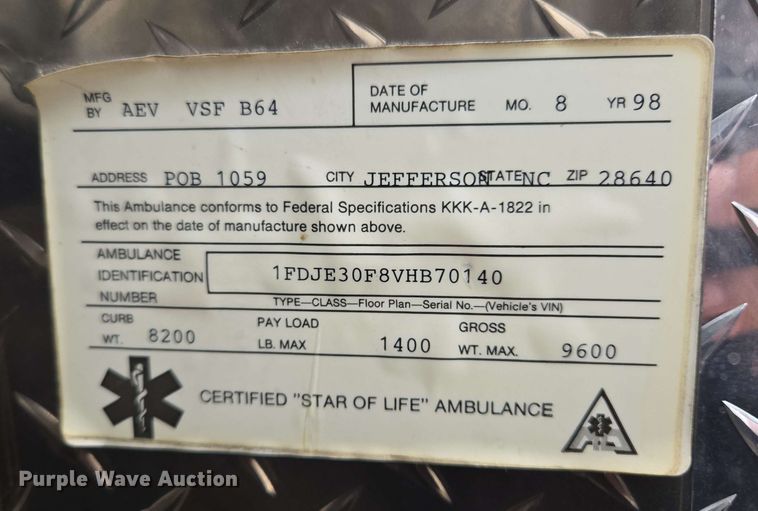 MFG BY AEV VSF B64
DATE OF MANUFACTURE MO. 8 YR 98
ADDRESS POB 1059 CITY JEFFERSON STATE NC ZIP 28640
This Ambulance conforms to Federal Specifications KKK-A-1822 in
effect on the date of manufacture shown above.
AMBULANCE
IDENTIFICATION 1FDJE30F8VHB70140
NUMBER TYPE—CLASS—Floor Plan—Serial No.—(Vehicle's VIN)
CURB WT. 8200 PAY LOAD LB. MAX 1400 GROSS WT. MAX. 9600
CERTIFIED "STAR OF LIFE" AMBULANCE
Purple Wave Auction